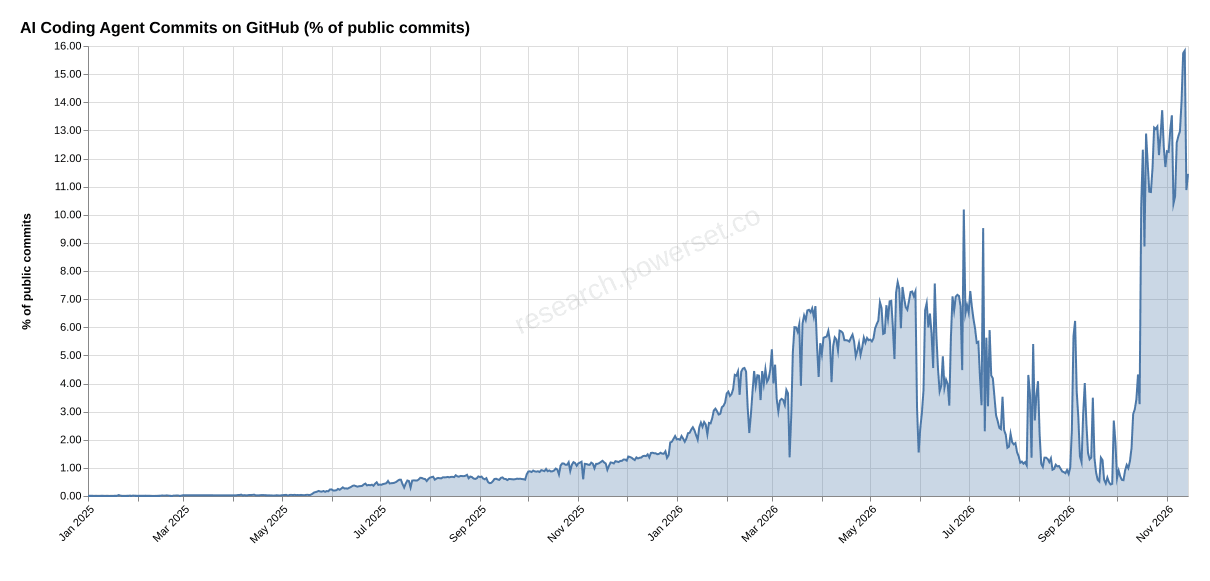 AI Coding Agent Commits on GitHub (% of public commits)
16.00
15.00
14.00
13.00
12.00
11.00
10.00
9.00
8.00
7.00
6.00
5.00
4.00
3.00
2.00
1.00
0.00
% of public commits
research.powerset.co
Jan 2025
Mar 2025
May 2025
Jul 2025
Sep 2025
Nov 2025
Jan 2026
Mar 2026
May 2026
Jul 2026
Sep 2026
Nov 2026